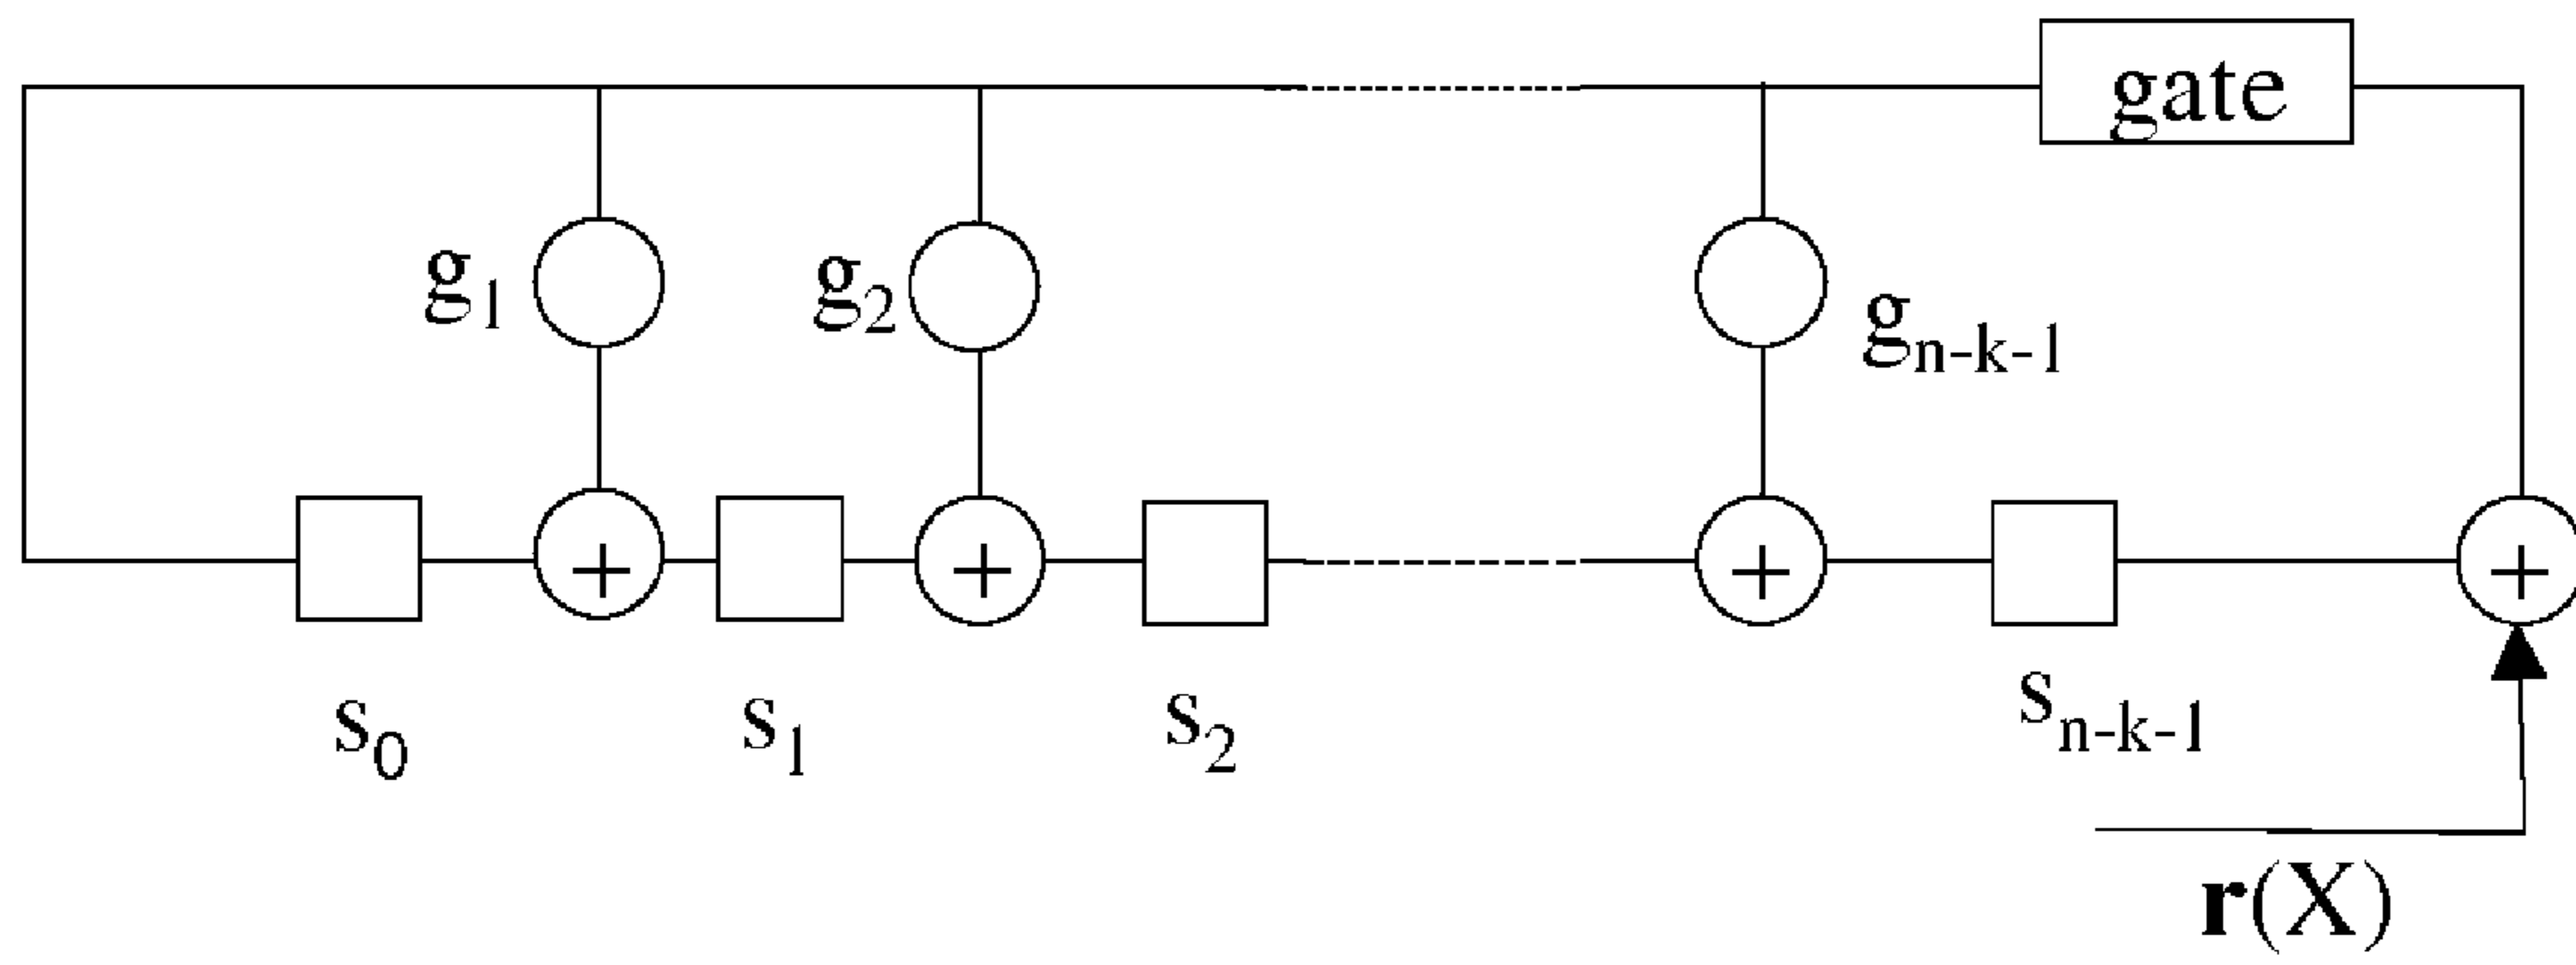 gate
g₁
g₂
gₙ₋ₖ₋₁
+
+
+
+
s₀
s₁
s₂
sₙ₋ₖ₋₁
r(X)